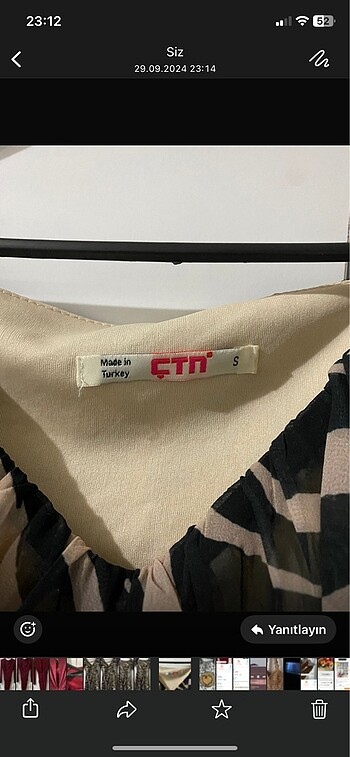 23:12
52
Siz
29.09.2024 23:14
Made in
Turkey
ÇTN
S
Yanıtlayın